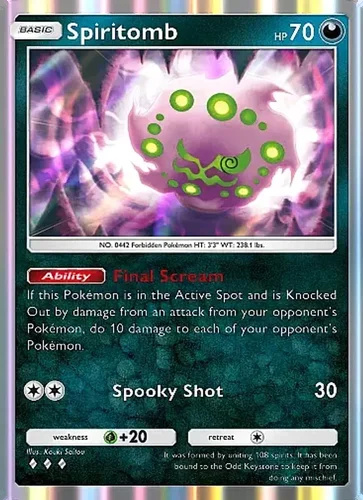 BASIC Spiritomb HP 70
NO. 0442 Forbidden Pokémon HT: 3'3" WT: 238.1 lbs.
Ability Final Scream
If this Pokémon is in the Active Spot and is Knocked
Out by damage from an attack from your opponent's
Pokémon, do 10 damage to each of your opponent's
Pokémon.
Spooky Shot 30
weakness +20 retreat
Illus. Kouki Saitou
It was formed by uniting 108 spirits. It has been
bound to the Odd Keystone to keep it from
doing any mischief.